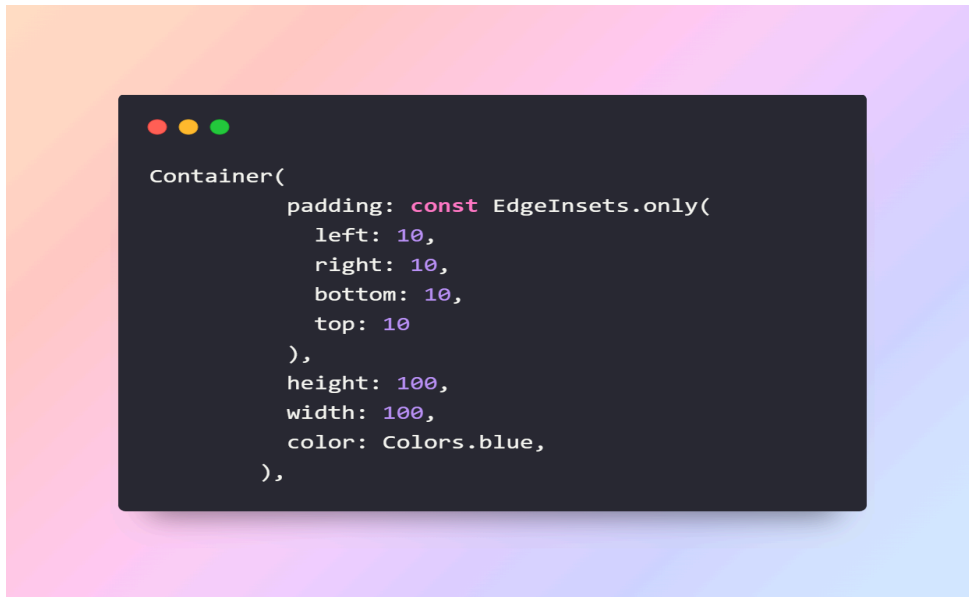 Container(
padding: const EdgeInsets.only(
left: 10,
right: 10,
bottom: 10,
top: 10
),
height: 100,
width: 100,
color: Colors.blue,
),